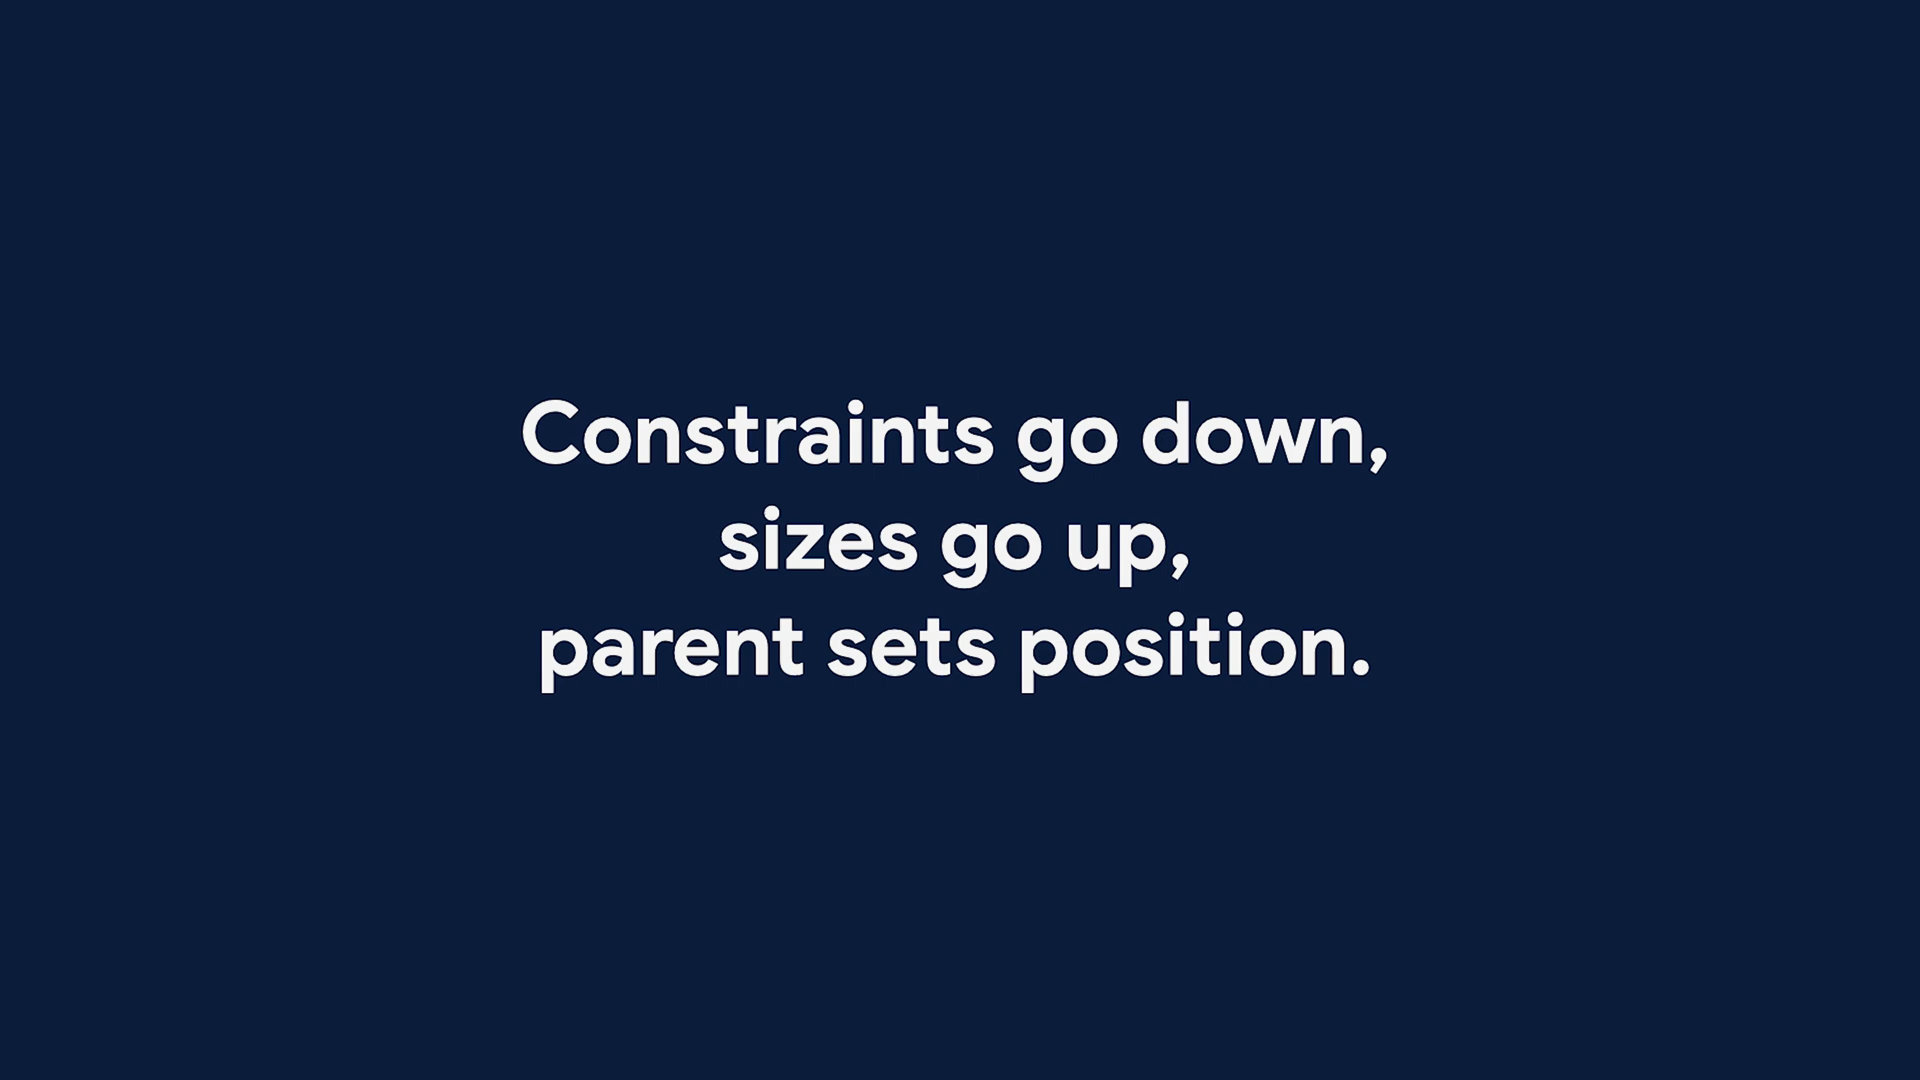 Constraints go down,
sizes go up,
parent sets position.